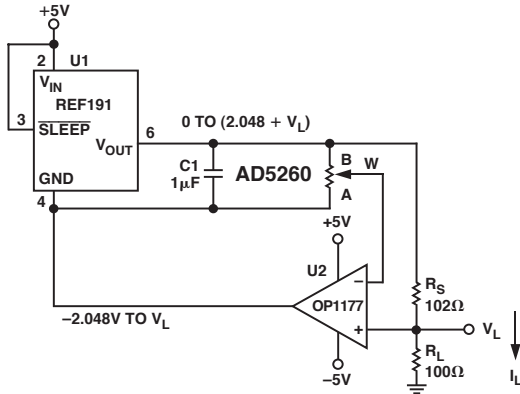 +5V
2
U1
V_IN
REF191
3
SLEEP
V_OUT
6
GND
4
0 TO (2.048 + V_L)
C1
1μF
AD5260
B
W
A
+5V
U2
OP1177
−
+
−5V
−2.048V TO V_L
R_S
102Ω
V_L
R_L
100Ω
I_L